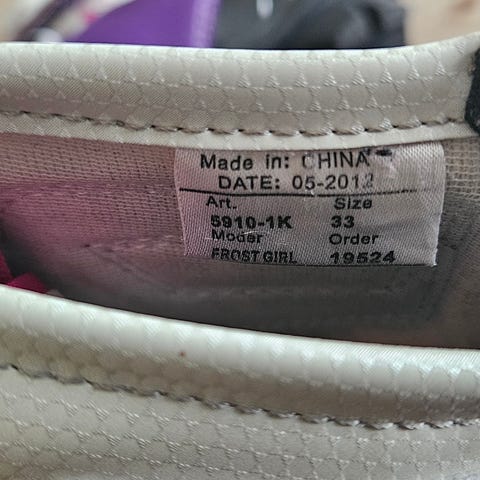 Made in: CHINA
DATE: 05-2012
Art. Size
5910-1K 33
Moder Order
FROST GIRL 19524